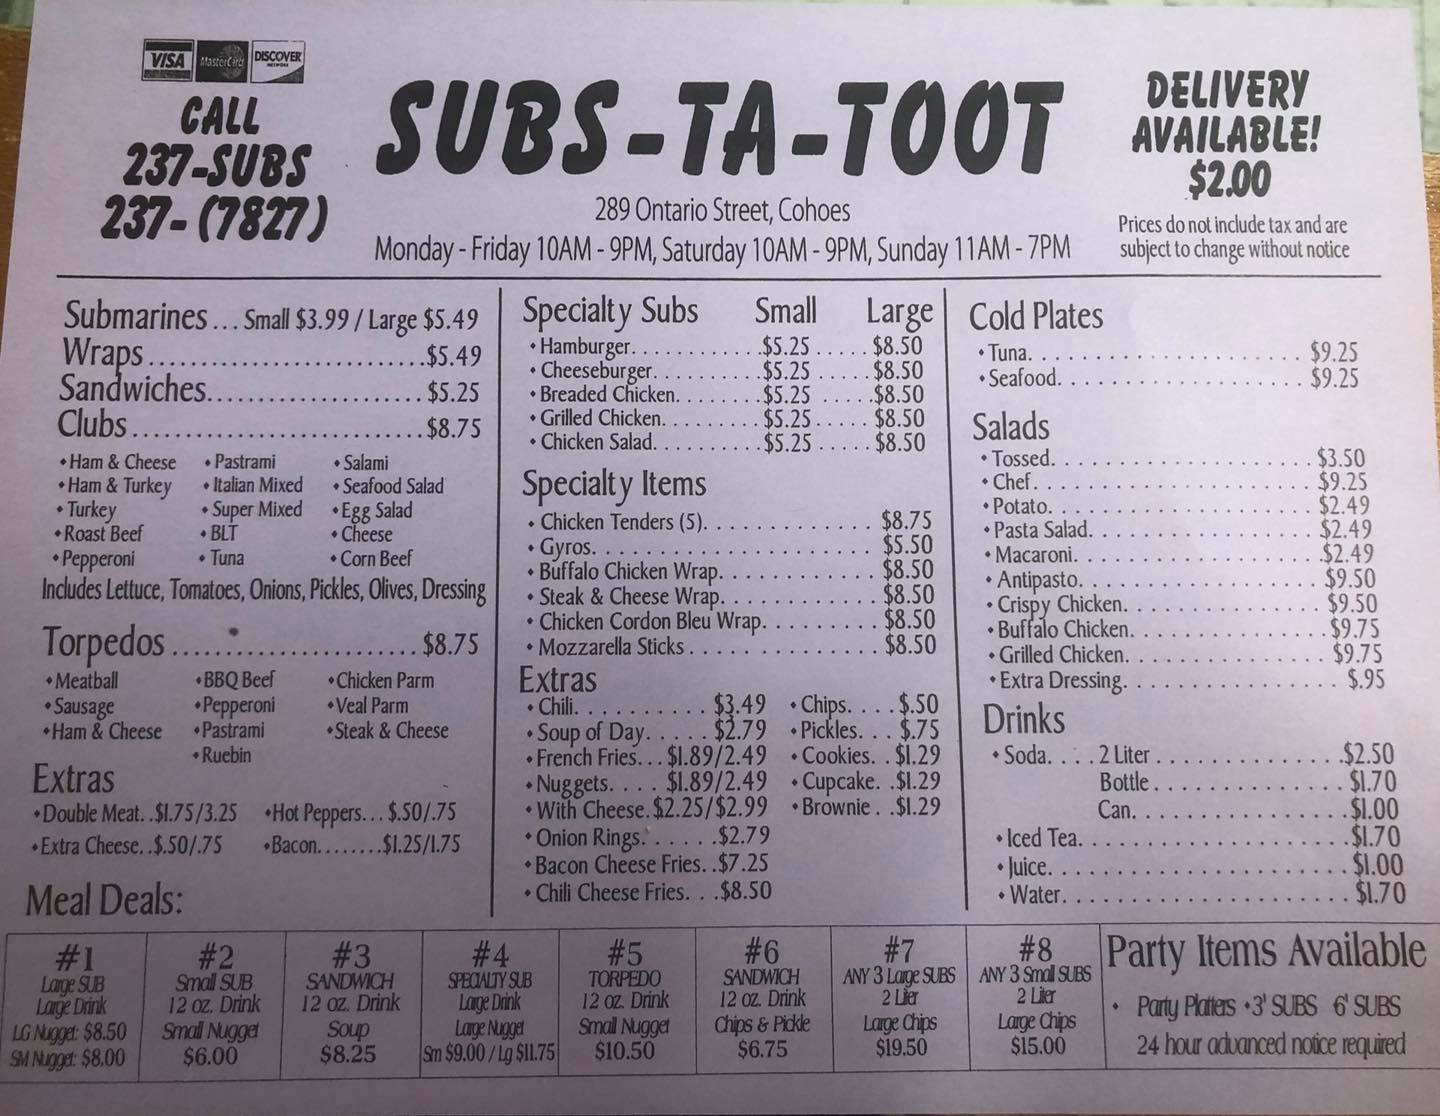 VISA MasterCard DISCOVER NETWORK
CALL
237-SUBS
237-(7827)
SUBS-TA-TOOT
289 Ontario Street, Cohoes
Monday - Friday 10AM - 9PM, Saturday 10AM - 9PM, Sunday 11AM - 7PM
DELIVERY
AVAILABLE!
$2.00
Prices do not include tax and are
subject to change without notice
Submarines ... Small $3.99 / Large $5.49
Wraps $5.49
Sandwiches $5.25
Clubs $8.75
• Ham & Cheese • Pastrami • Salami
• Ham & Turkey • Italian Mixed • Seafood Salad
• Turkey • Super Mixed • Egg Salad
• Roast Beef • BLT • Cheese
• Pepperoni • Tuna • Corn Beef
Includes Lettuce, Tomatoes, Onions, Pickles, Olives, Dressing
Torpedos $8.75
• Meatball • BBQ Beef • Chicken Parm
• Sausage • Pepperoni • Veal Parm
• Ham & Cheese • Pastrami • Steak & Cheese
• Ruebin
Extras
• Double Meat. .$1.75/3.25 • Hot Peppers. . . $.50/.75
• Extra Cheese. .$.50/.75 • Bacon........$1.25/1.75
Specialty Subs Small Large
• Hamburger $5.25 $8.50
• Cheeseburger $5.25 $8.50
• Breaded Chicken $5.25 $8.50
• Grilled Chicken $5.25 $8.50
• Chicken Salad $5.25 $8.50
Specialty Items
• Chicken Tenders (5) $8.75
• Gyros $5.50
• Buffalo Chicken Wrap $8.50
• Steak & Cheese Wrap $8.50
• Chicken Cordon Bleu Wrap $8.50
• Mozzarella Sticks $8.50
Extras
• Chili $3.49 • Chips $.50
• Soup of Day $2.79 • Pickles $.75
• French Fries $1.89/2.49 • Cookies $1.29
• Nuggets $1.89/2.49 • Cupcake $1.29
• With Cheese $2.25/$2.99 • Brownie $1.29
• Onion Rings $2.79
• Bacon Cheese Fries $7.25
• Chili Cheese Fries $8.50
Cold Plates
• Tuna $9.25
• Seafood $9.25
Salads
• Tossed $3.50
• Chef $9.25
• Potato $2.49
• Pasta Salad $2.49
• Macaroni $2.49
• Antipasto $9.50
• Crispy Chicken $9.50
• Buffalo Chicken $9.75
• Grilled Chicken $9.75
• Extra Dressing $.95
Drinks
• Soda. . . . 2 Liter $2.50
Bottle $1.70
Can $1.00
• Iced Tea $1.70
• Juice $1.00
• Water $1.70
Meal Deals:
#1
Large SUB
Large Drink
LG Nugget: $8.50
SM Nugget: $8.00
#2
Small SUB
12 oz. Drink
Small Nugget
$6.00
#3
SANDWICH
12 oz. Drink
Soup
$8.25
#4
SPECIALTY SUB
Large Drink
Large Nugget
Sm $9.00 / Lg $11.75
#5
TORPEDO
12 oz. Drink
Small Nugget
$10.50
#6
SANDWICH
12 oz. Drink
Chips & Pickle
$6.75
#7
ANY 3 Large SUBS
2 Liter
Large Chips
$19.50
#8
ANY 3 Small SUBS
2 Liter
Large Chips
$15.00
Party Items Available
• Party Platters • 3' SUBS 6' SUBS
24 hour advanced notice required